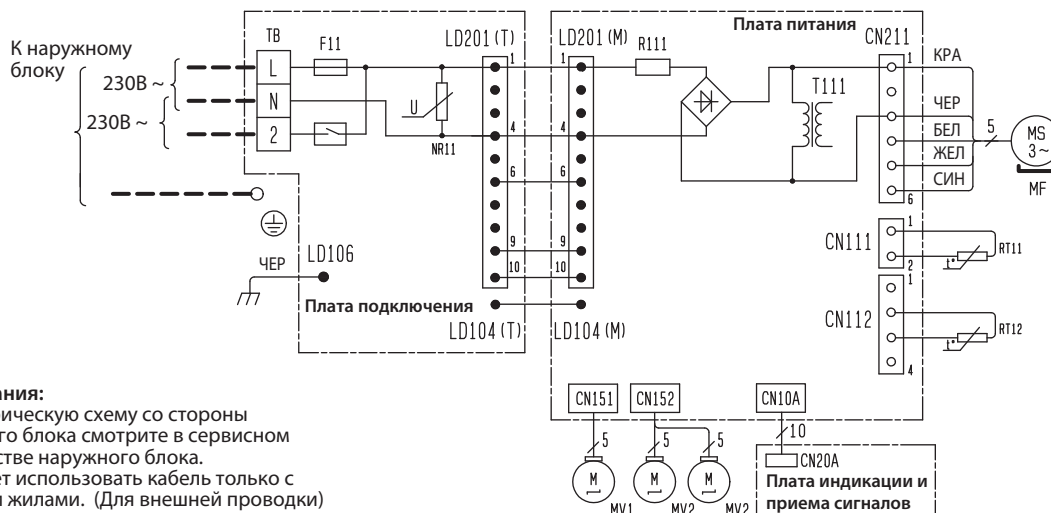 Плата питания
К наружному
блоку
230В ~
230В ~
TB
L
N
2
F11
U
NR11
LD201 (T)
1
4
6
9
10
LD201 (M)
1
4
6
9
10
R111
T111
CN211
1
6
КРА
ЧЕР
БЕЛ
ЖЕЛ
СИН
5
MS
3~
MF
CN111
1
2
t°
RT11
CN112
1
4
t°
RT12
ЧЕР
LD106
Плата подключения
LD104 (T)
LD104 (M)
ания:
рическую схему со стороны
го блока смотрите в сервисном
стве наружного блока.
ет использовать кабель только с
и жилами. (Для внешней проводки)
CN151
CN152
CN10A
5
5
5
10
M
M
M
MV1
MV2
MV2
CN20A
Плата индикации и
приема сигналов